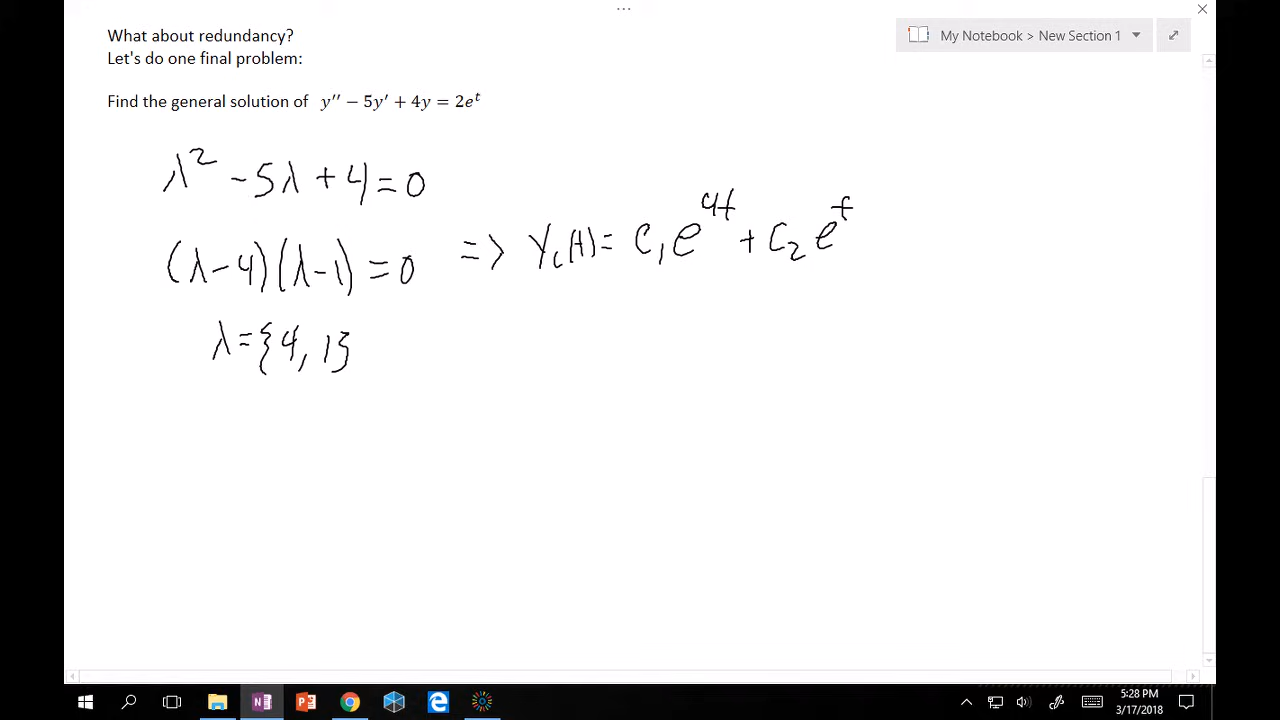 What about redundancy?
My Notebook > New Section 1
Let's do one final problem:
Find the general solution of y′′ − 5y′ + 4y = 2e^t
λ² - 5λ + 4 = 0
(λ-4)(λ-1) = 0 => Y_c(t) = C_1 e^{4t} + C_2 e^t
λ = {4, 1}
5:28 PM
3/17/2018